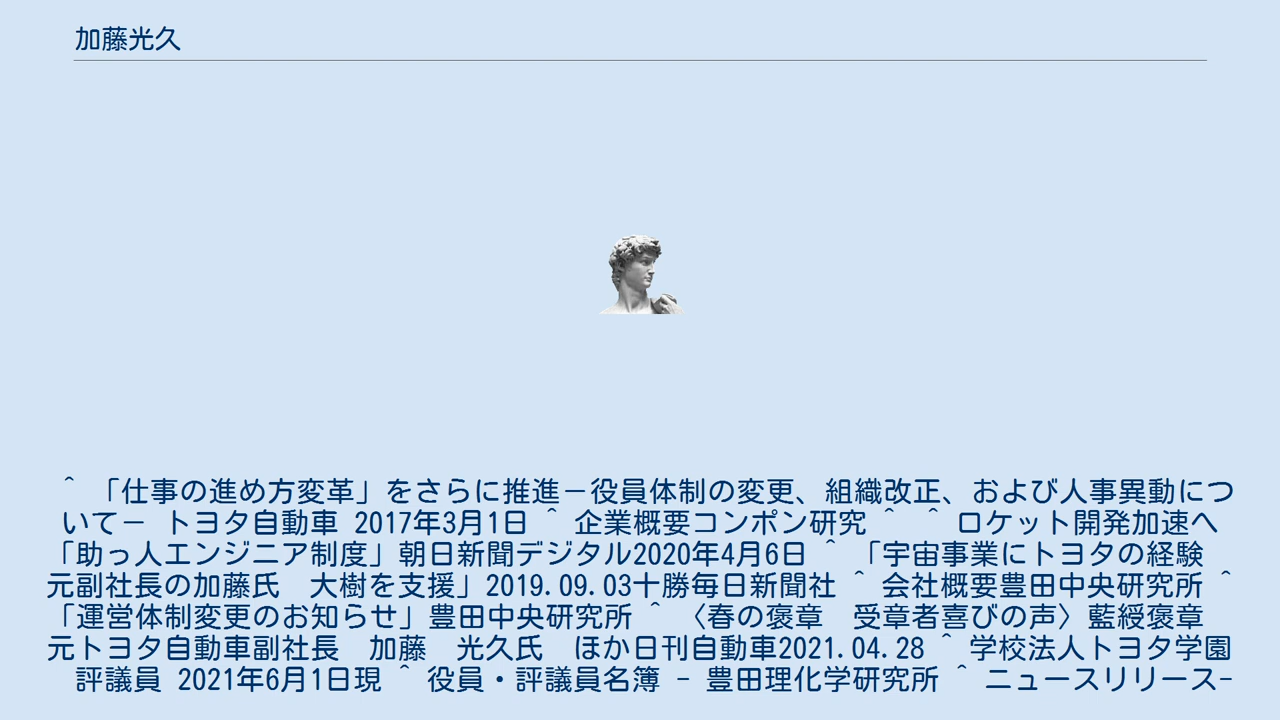 加藤光久
^ 「仕事の進め方変革」をさらに推進－役員体制の変更、組織改正、および人事異動につ
いて－ トヨタ自動車 2017年3月1日 ^ 企業概要コンポン研究 ^ ^ ロケット開発加速へ
「助っ人エンジニア制度」朝日新聞デジタル2020年4月6日 ^ 「宇宙事業にトヨタの経験
元副社長の加藤氏　大樹を支援」2019.09.03十勝毎日新聞社 ^ 会社概要豊田中央研究所 ^
「運営体制変更のお知らせ」豊田中央研究所 ^ 〈春の褒章　受章者喜びの声〉藍綬褒章
元トヨタ自動車副社長　加藤　光久氏　ほか日刊自動車2021.04.28 ^ 学校法人トヨタ学園
評議員 2021年6月1日現 ^ 役員・評議員名簿 - 豊田理化学研究所 ^ ニュースリリース-